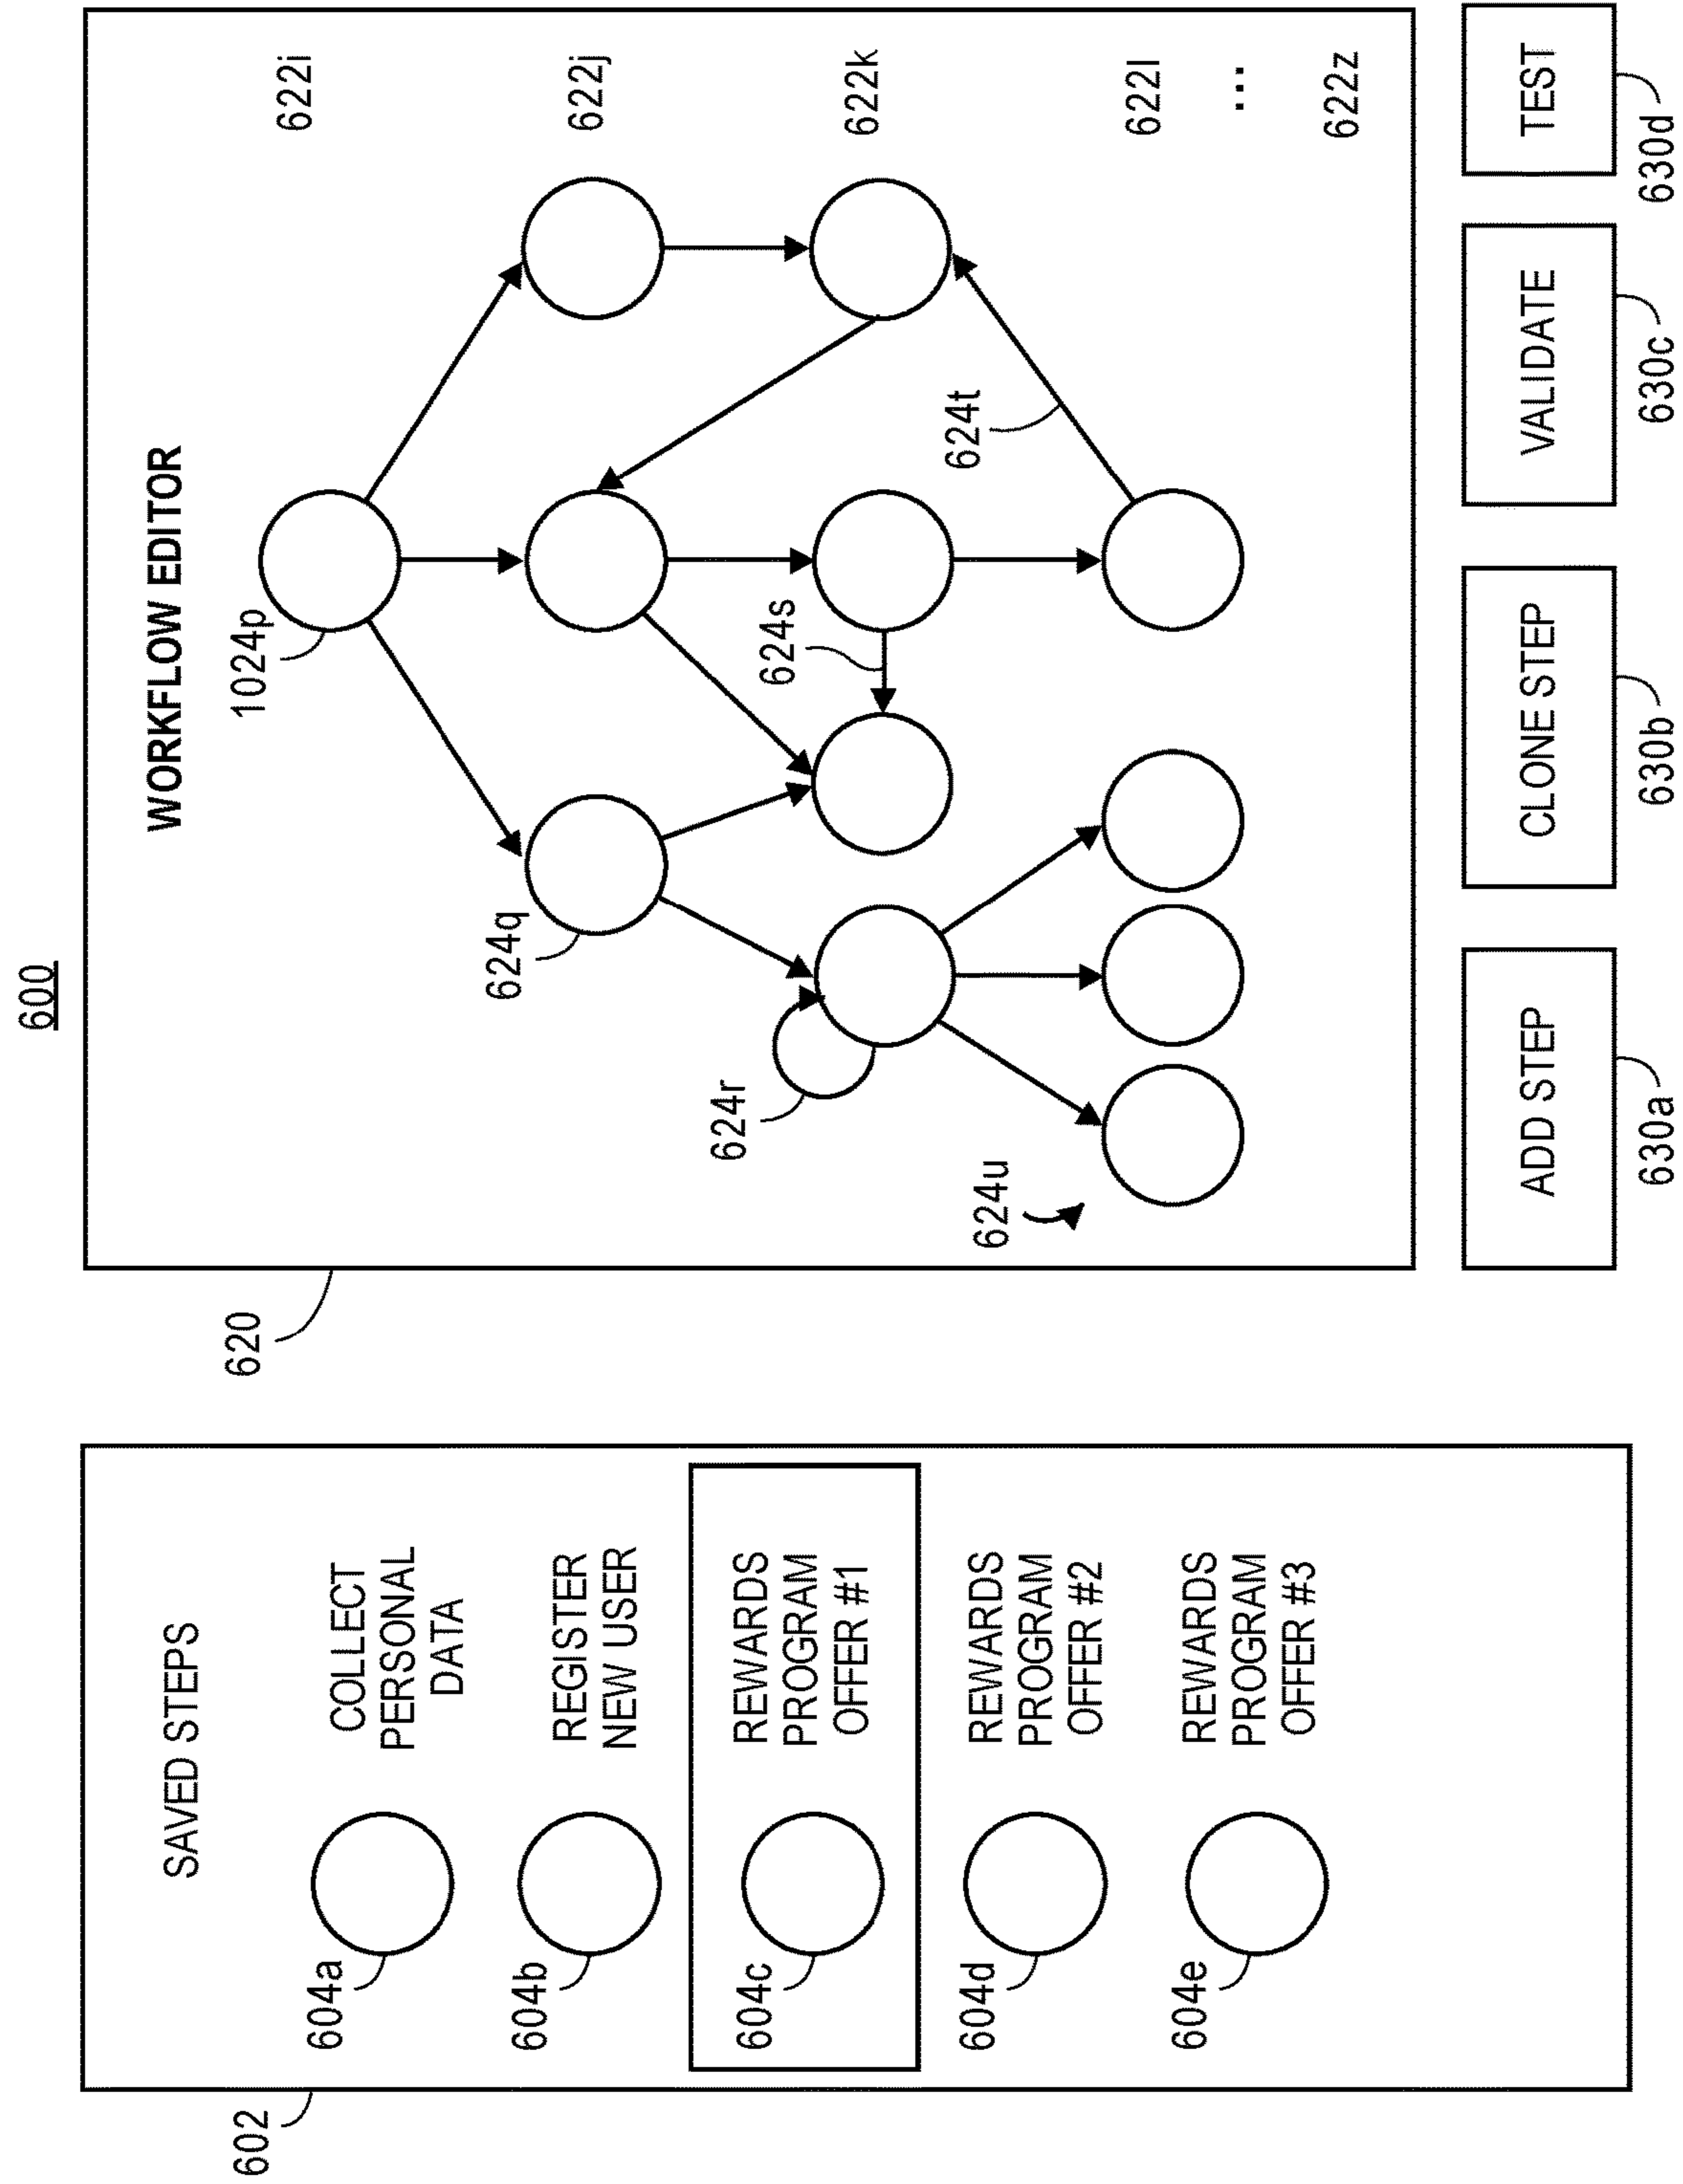 600
602
SAVED STEPS
604a
COLLECT
PERSONAL
DATA
604b
REGISTER
NEW USER
604c
REWARDS
PROGRAM
OFFER #1
604d
REWARDS
PROGRAM
OFFER #2
604e
REWARDS
PROGRAM
OFFER #3
620
WORKFLOW EDITOR
1024p
622i
624q
622j
624r
624s
622k
624u
624t
622l
...
622z
ADD STEP
630a
CLONE STEP
630b
VALIDATE
630c
TEST
630d